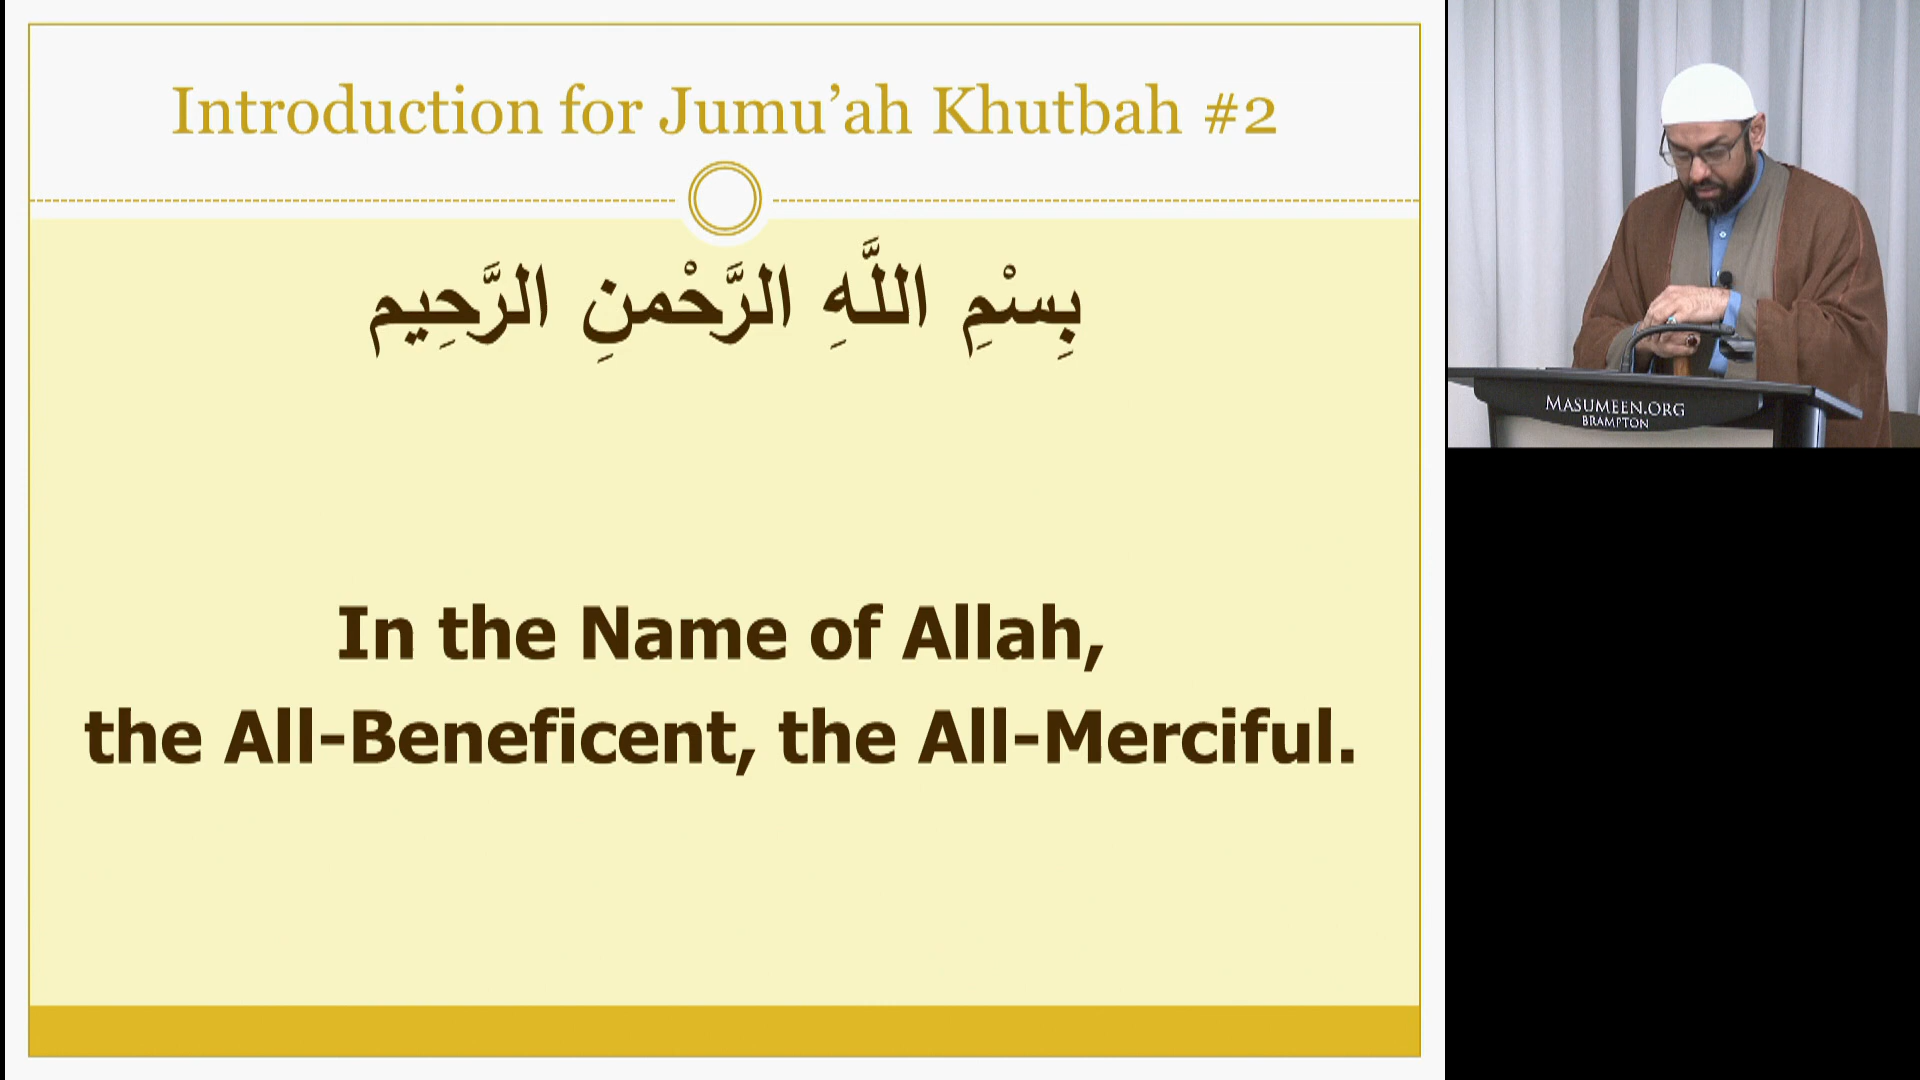 Introduction for Jumu’ah Khutbah #2
بِسْمِ اللَّهِ الرَّحْمنِ الرَّحِيم
In the Name of Allah,
the All-Beneficent, the All-Merciful.
MASUMEEN.ORG
BRAMPTON